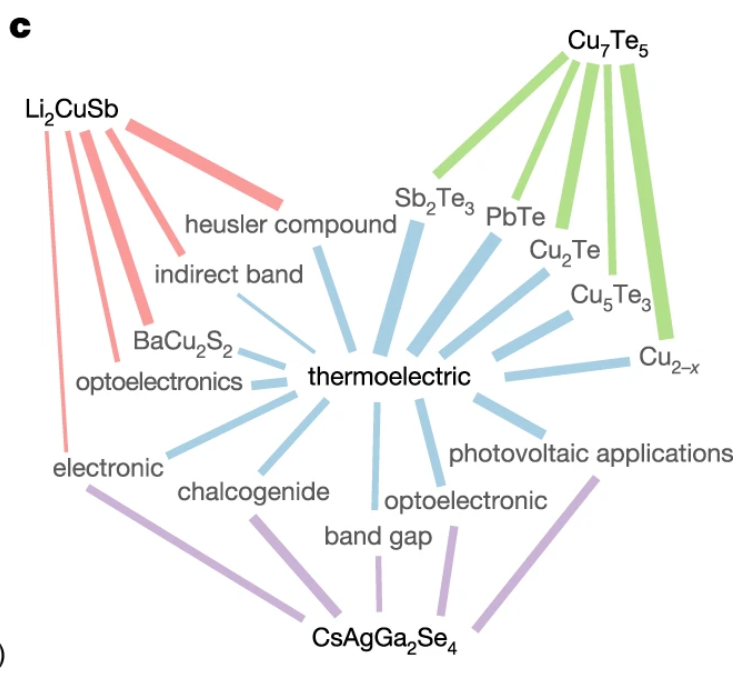 c
Cu₇Te₅
Li₂CuSb
Sb₂Te₃
PbTe
heusler compound
Cu₂Te
indirect band
Cu₅Te₃
BaCu₂S₂
Cu₂₋ₓ
thermoelectric
optoelectronics
photovoltaic applications
electronic
chalcogenide
optoelectronic
band gap
CsAgGa₂Se₄
)